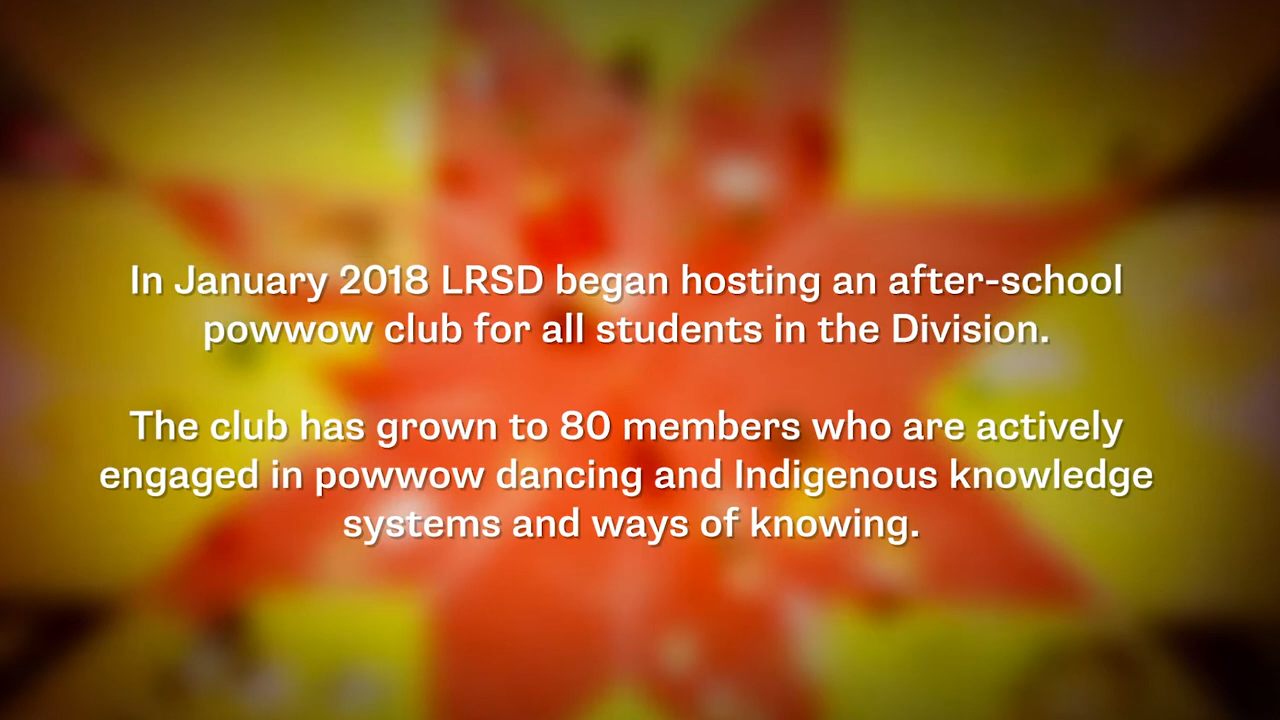 In January 2018 LRSD began hosting an after-school
powwow club for all students in the Division.
The club has grown to 80 members who are actively
engaged in powwow dancing and Indigenous knowledge
systems and ways of knowing.